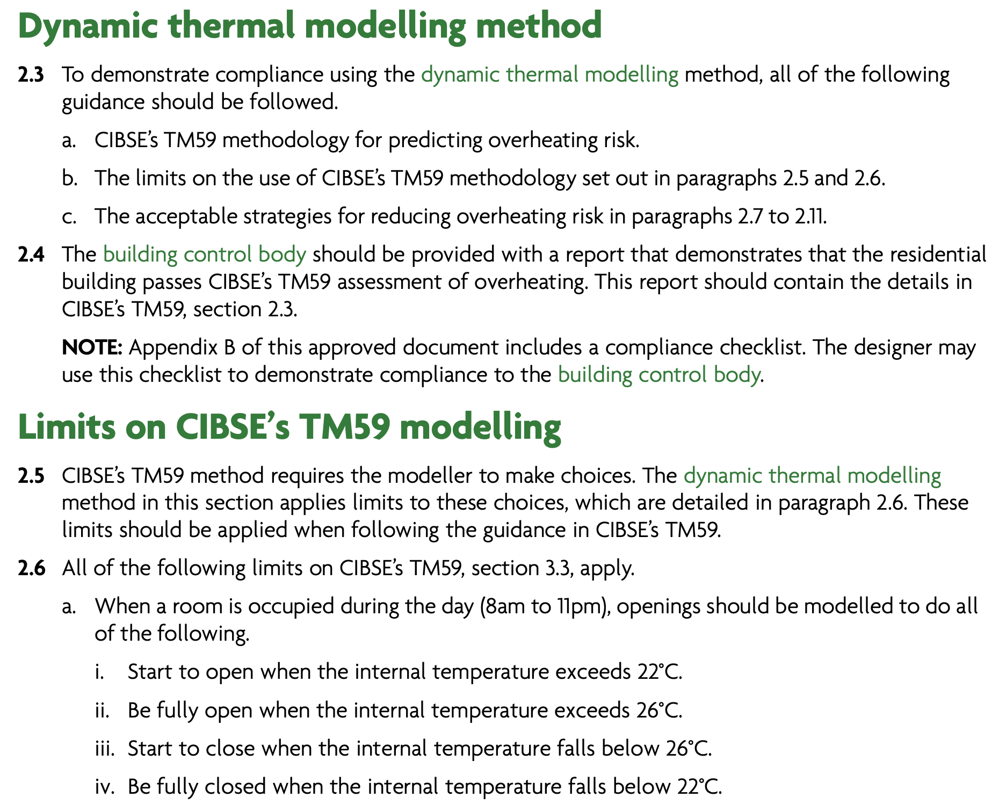 Dynamic thermal modelling method
2.3 To demonstrate compliance using the dynamic thermal modelling method, all of the following
guidance should be followed.
a. CIBSE’s TM59 methodology for predicting overheating risk.
b. The limits on the use of CIBSE’s TM59 methodology set out in paragraphs 2.5 and 2.6.
c. The acceptable strategies for reducing overheating risk in paragraphs 2.7 to 2.11.
2.4 The building control body should be provided with a report that demonstrates that the residential
building passes CIBSE’s TM59 assessment of overheating. This report should contain the details in
CIBSE’s TM59, section 2.3.
NOTE: Appendix B of this approved document includes a compliance checklist. The designer may
use this checklist to demonstrate compliance to the building control body.
Limits on CIBSE’s TM59 modelling
2.5 CIBSE’s TM59 method requires the modeller to make choices. The dynamic thermal modelling
method in this section applies limits to these choices, which are detailed in paragraph 2.6. These
limits should be applied when following the guidance in CIBSE’s TM59.
2.6 All of the following limits on CIBSE’s TM59, section 3.3, apply.
a. When a room is occupied during the day (8am to 11pm), openings should be modelled to do all
of the following.
i. Start to open when the internal temperature exceeds 22°C.
ii. Be fully open when the internal temperature exceeds 26°C.
iii. Start to close when the internal temperature falls below 26°C.
iv. Be fully closed when the internal temperature falls below 22°C.